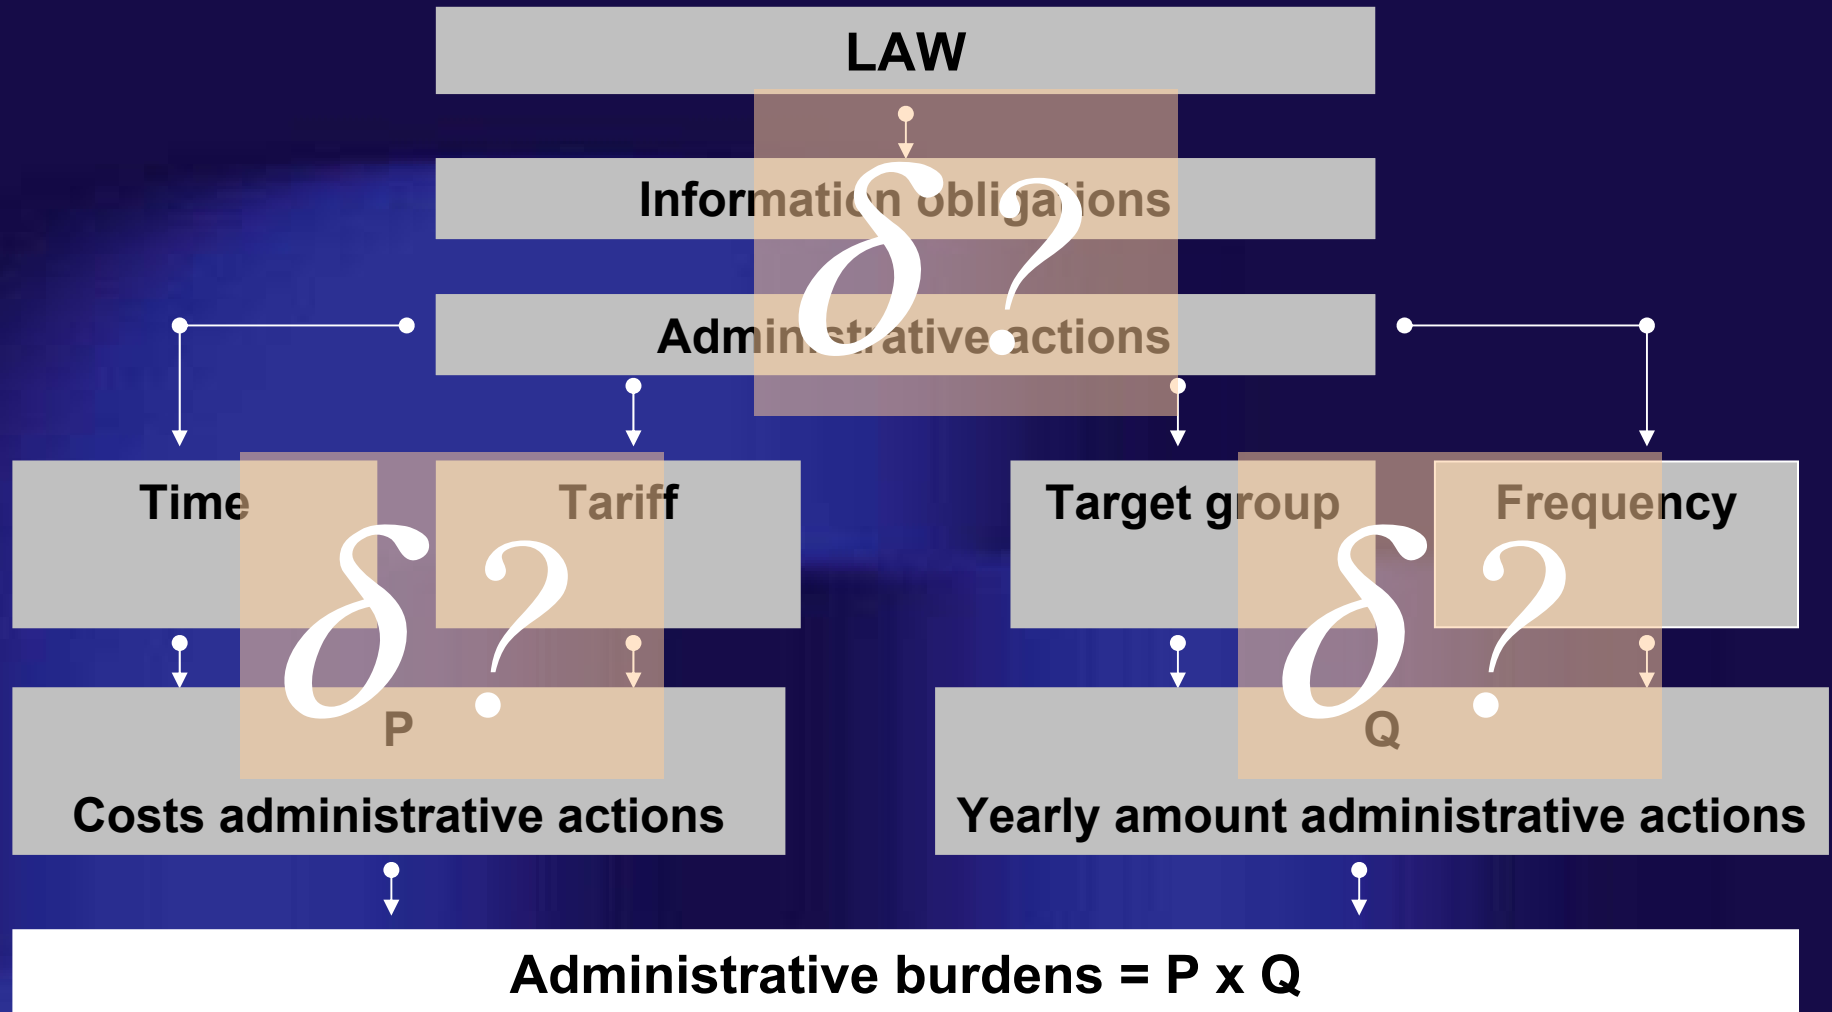 LAW
Information obligations
δ?
Administrative actions
Time
Tariff
Target group
Frequency
δ?
δ?
P
Q
Costs administrative actions
Yearly amount administrative actions
Administrative burdens = P x Q